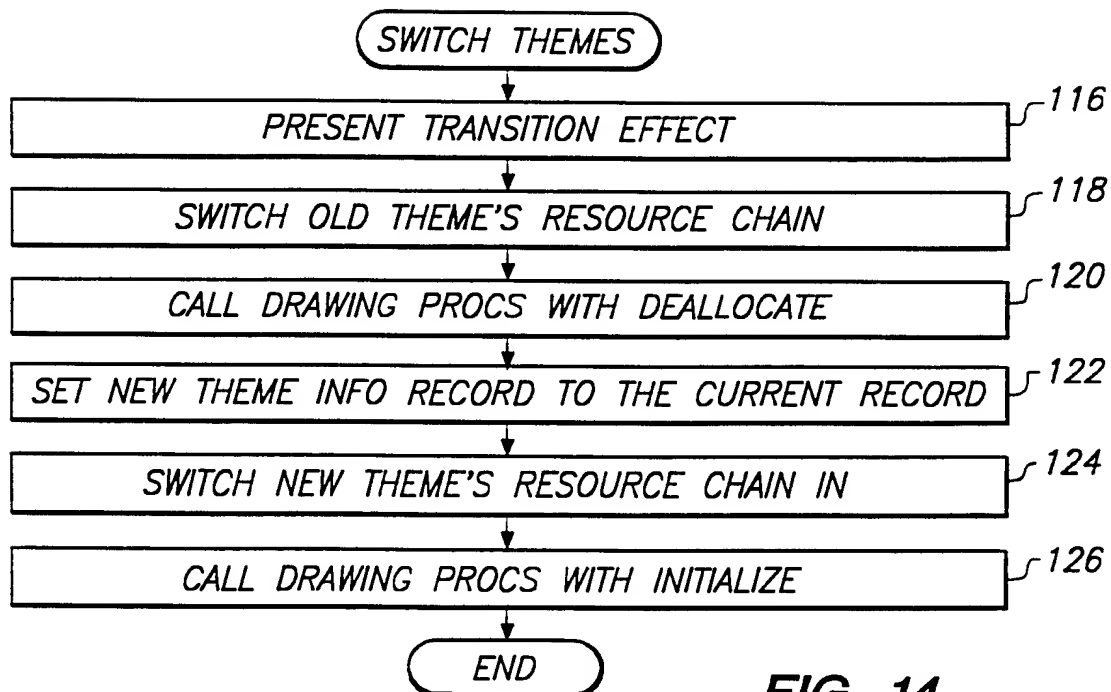 SWITCH THEMES
PRESENT TRANSITION EFFECT
116
SWITCH OLD THEME'S RESOURCE CHAIN
118
CALL DRAWING PROCS WITH DEALLOCATE
120
SET NEW THEME INFO RECORD TO THE CURRENT RECORD
122
SWITCH NEW THEME'S RESOURCE CHAIN IN
124
CALL DRAWING PROCS WITH INITIALIZE
126
END
FIG. 14